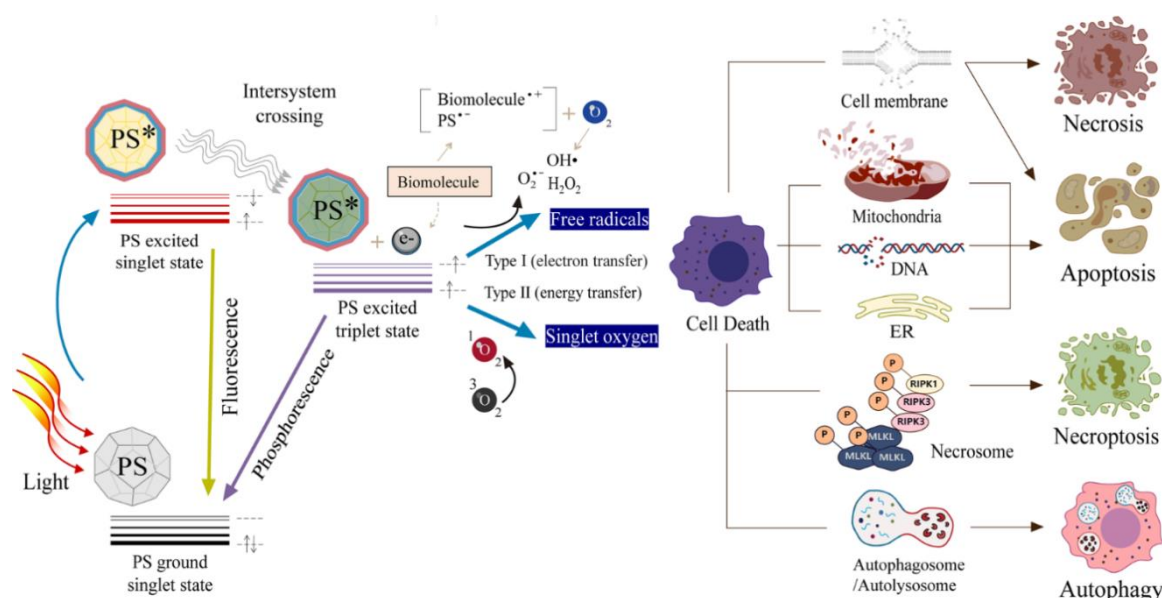 Intersystem
crossing
PS*
PS excited
singlet state
PS*
PS excited
triplet state
Biomolecule•+
PS•−
+ O2
Biomolecule
+ e-
O2•−
OH•
H2O2
Free radicals
Type I (electron transfer)
Type II (energy transfer)
Singlet oxygen
1O2
3O2
Fluorescence
Phosphorescence
Light
PS
PS ground
singlet state
Cell Death
Cell membrane
Mitochondria
DNA
ER
P
RIPK1
P
RIPK3
P
RIPK3
P
P
MLKL
MLKL
MLKL
Necrosome
Autophagosome
/Autolysosome
Necrosis
Apoptosis
Necroptosis
Autophagy